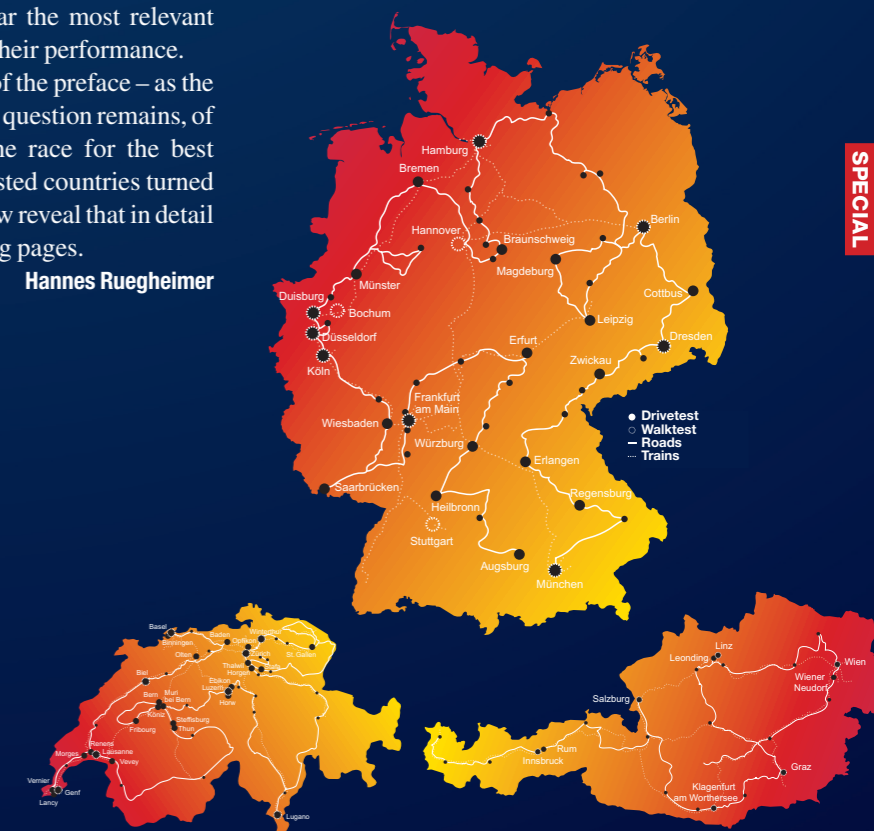 ar the most relevant
heir performance.
of the preface – as the
question remains, of
ne race for the best
sted countries turned
w reveal that in detail
g pages.
Hannes Ruegheimer
SPECIAL
Hamburg
Bremen
Hannover
Berlin
Braunschweig
Magdeburg
Münster
Cottbus
Duisburg
Bochum
Leipzig
Düsseldorf
Dresden
Erfurt
Köln
Zwickau
Frankfurt
am Main
Wiesbaden
Würzburg
Erlangen
Saarbrücken
Regensburg
Heilbronn
Stuttgart
Augsburg
München
Drivetest
Walktest
Roads
Trains
Basel
Binningen
Baden
Opfikon
Winterthur
Olten
Zürich
St. Gallen
Thalwil
Horgen
Stäfa
Biel
Ebikon
Luzern
Horw
Bern
Muri
bei Bern
Köniz
Fribourg
Steffisburg
Thun
Renens
Morges
Lausanne
Vevey
Vernier
Genf
Lancy
Lugano
Linz
Leonding
Wien
Wiener
Neudorf
Salzburg
Rum
Innsbruck
Graz
Klagenfurt
am Worthersee